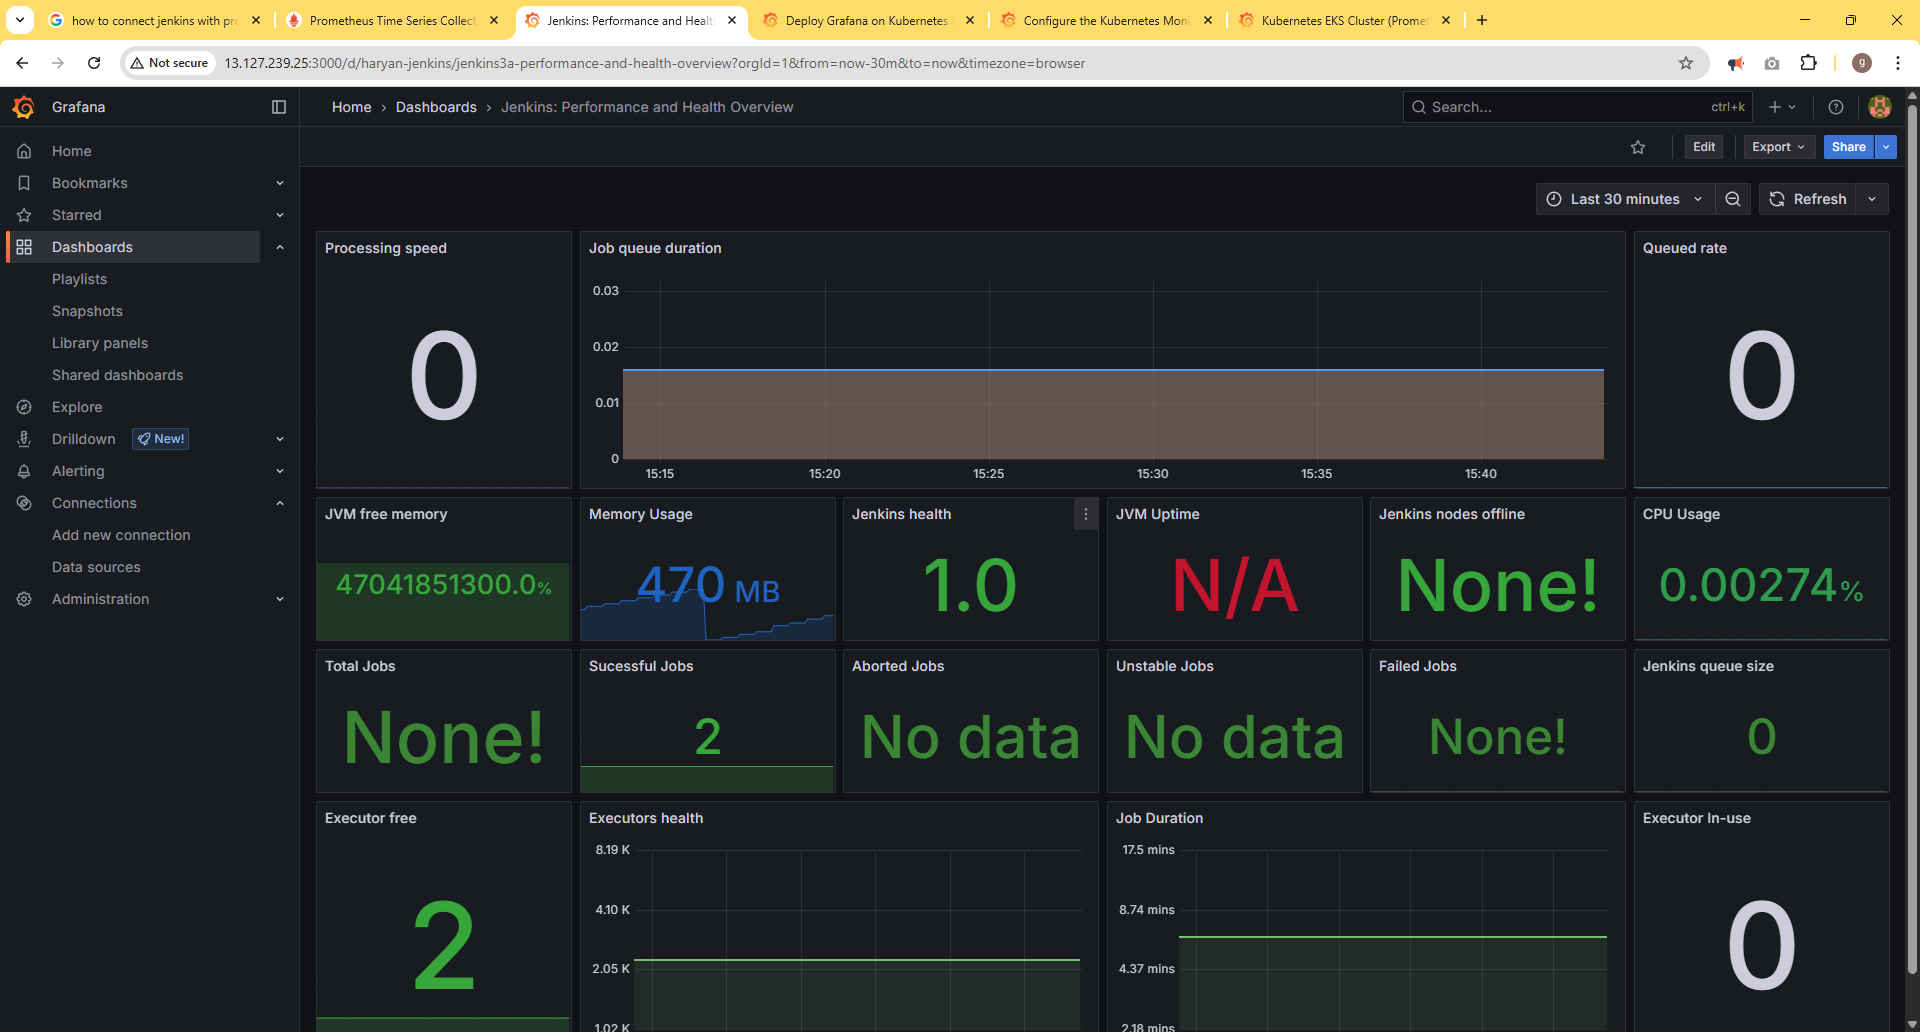 how to connect jenkins with pro
Prometheus Time Series Collect
Jenkins: Performance and Healt
Deploy Grafana on Kubernetes
Configure the Kubernetes Moni
Kubernetes EKS Cluster (Promet
Not secure
13.127.239.25:3000/d/haryan-jenkins/jenkins3a-performance-and-health-overview?orgId=1&from=now-30m&to=now&timezone=browser
g
Grafana
Home › Dashboards › Jenkins: Performance and Health Overview
Search...
ctrl+k
Home
Bookmarks
Starred
Dashboards
Playlists
Snapshots
Library panels
Shared dashboards
Explore
Drilldown
New!
Alerting
Connections
Add new connection
Data sources
Administration
Edit
Export
Share
Last 30 minutes
Refresh
Processing speed
0
Job queue duration
0.03
0.02
0.01
0
15:15
15:20
15:25
15:30
15:35
15:40
Queued rate
0
JVM free memory
47041851300.0%
Memory Usage
470 MB
Jenkins health
1.0
JVM Uptime
N/A
Jenkins nodes offline
None!
CPU Usage
0.00274%
Total Jobs
None!
Sucessful Jobs
2
Aborted Jobs
No data
Unstable Jobs
No data
Failed Jobs
None!
Jenkins queue size
0
Executor free
2
Executors health
8.19 K
4.10 K
2.05 K
1.02 K
Job Duration
17.5 mins
8.74 mins
4.37 mins
2.18 mins
Executor In-use
0